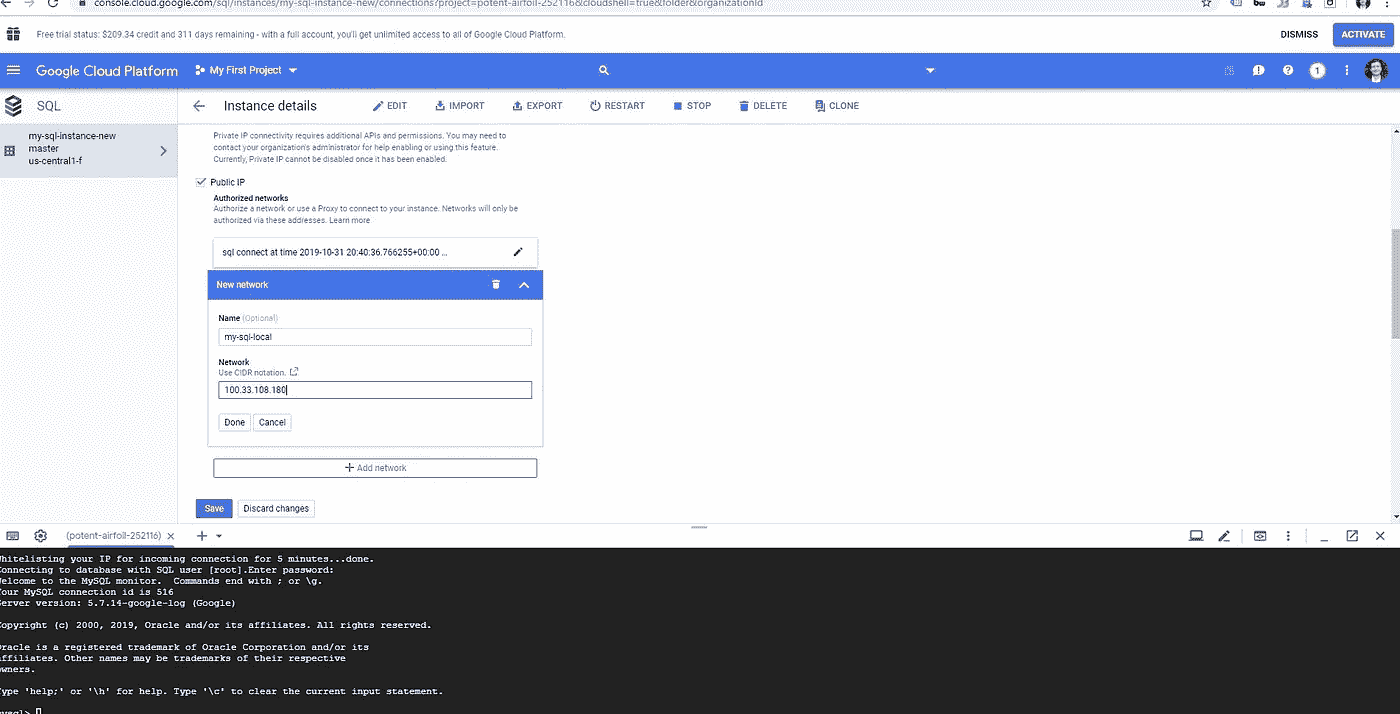 console.cloud.google.com/sql/instances/my-sql-instance-new/connections?project=potent-airfoil-252116&cloudshell=true&folder&organizationId
Free trial status: $209.34 credit and 311 days remaining - with a full account, you'll get unlimited access to all of Google Cloud Platform.
DISMISS
ACTIVATE
Google Cloud Platform
My First Project
1
SQL
Instance details
EDIT
IMPORT
EXPORT
RESTART
STOP
DELETE
CLONE
my-sql-instance-new
master
us-central1-f
Private IP connectivity requires additional APIs and permissions. You may need to
contact your organization's administrator for help enabling or using this feature.
Currently, Private IP cannot be disabled once it has been enabled.
Public IP
Authorized networks
Authorize a network or use a Proxy to connect to your instance. Networks will only be
authorized via these addresses. Learn more
sql connect at time 2019-10-31 20:40:36.766255+00:00 ...
New network
Name (Optional)
my-sql-local
Network
Use CIDR notation.
100.33.108.180
Done
Cancel
+ Add network
Save
Discard changes
(potent-airfoil-252116)
hitelisting your IP for incoming connection for 5 minutes...done.
onnecting to database with SQL user [root].Enter password:
elcome to the MySQL monitor.  Commands end with ; or \g.
our MySQL connection id is 516
erver version: 5.7.14-google-log (Google)
opyright (c) 2000, 2019, Oracle and/or its affiliates. All rights reserved.
racle is a registered trademark of Oracle Corporation and/or its
ffiliates. Other names may be trademarks of their respective
wners.
ype 'help;' or '\h' for help. Type '\c' to clear the current input statement.
ysql>